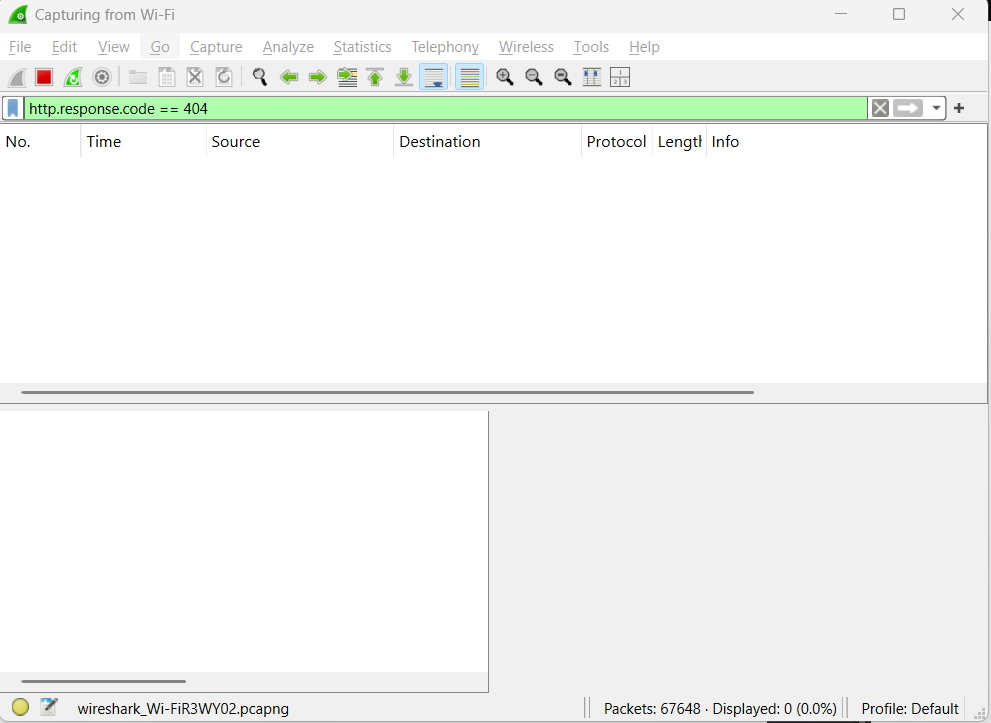 Capturing from Wi-Fi
File Edit View Go Capture Analyze Statistics Telephony Wireless Tools Help
http.response.code == 404
No. Time Source Destination Protocol Length Info
wireshark_Wi-FiR3WY02.pcapng Packets: 67648 · Displayed: 0 (0.0%) Profile: Default